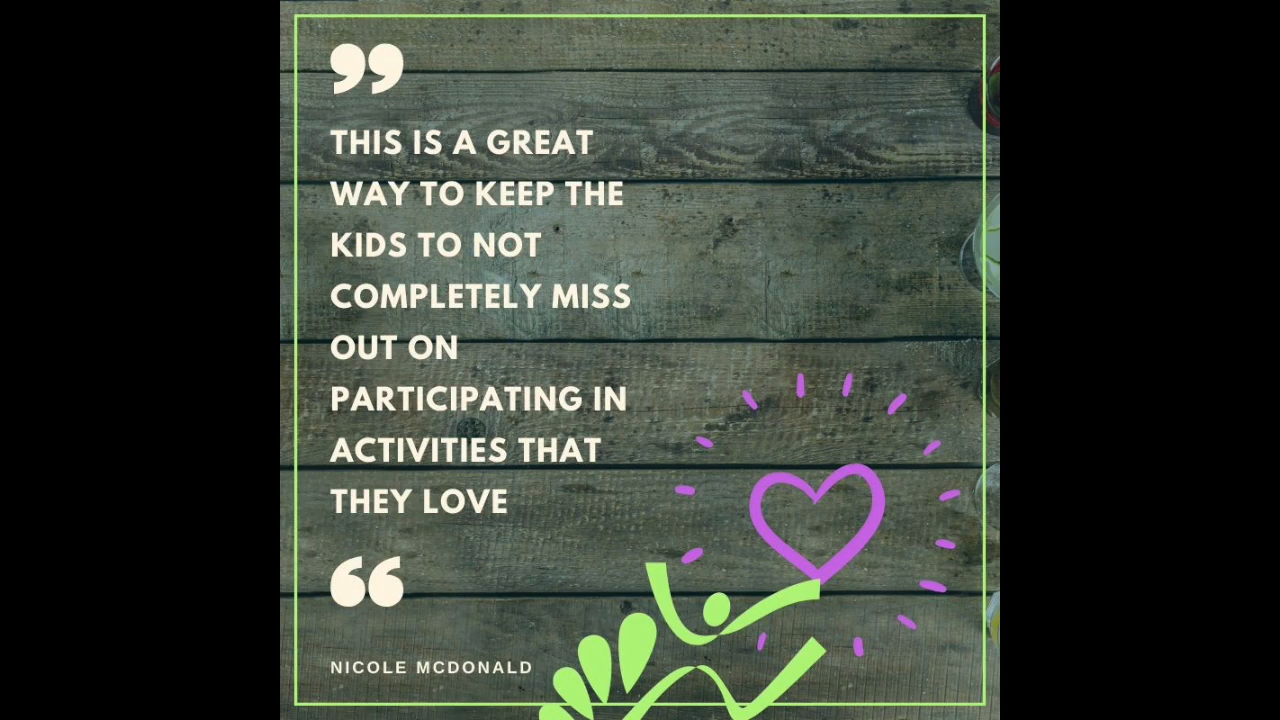 ”
THIS IS A GREAT
WAY TO KEEP THE
KIDS TO NOT
COMPLETELY MISS
OUT ON
PARTICIPATING IN
ACTIVITIES THAT
THEY LOVE
“
NICOLE MCDONALD